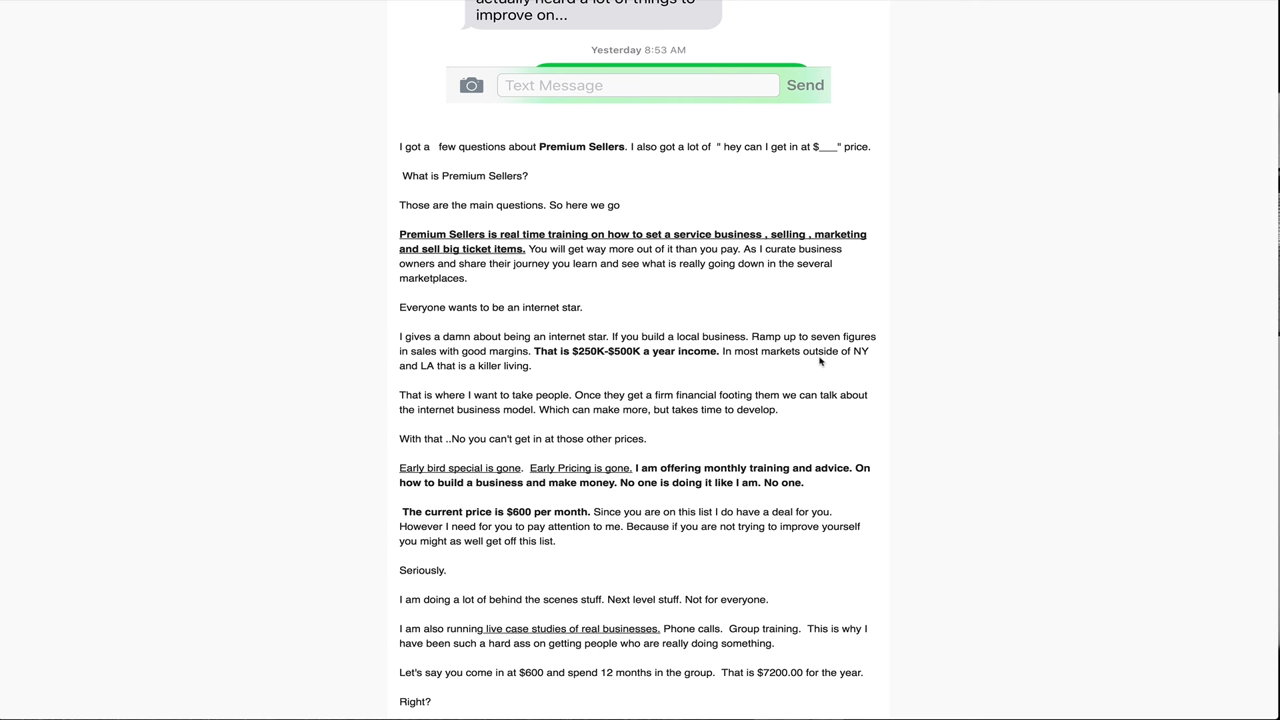 actually heard a lot of things to
improve on...
Yesterday 8:53 AM
Text Message
Send
I got a few questions about Premium Sellers. I also got a lot of " hey can I get in at $___" price.
What is Premium Sellers?
Those are the main questions. So here we go
Premium Sellers is real time training on how to set a service business , selling , marketing
and sell big ticket items. You will get way more out of it than you pay. As I curate business
owners and share their journey you learn and see what is really going down in the several
marketplaces.
Everyone wants to be an internet star.
I gives a damn about being an internet star. If you build a local business. Ramp up to seven figures
in sales with good margins. That is $250K-$500K a year income. In most markets outside of NY
and LA that is a killer living.
That is where I want to take people. Once they get a firm financial footing them we can talk about
the internet business model. Which can make more, but takes time to develop.
With that ..No you can't get in at those other prices.
Early bird special is gone. Early Pricing is gone. I am offering monthly training and advice. On
how to build a business and make money. No one is doing it like I am. No one.
The current price is $600 per month. Since you are on this list I do have a deal for you.
However I need for you to pay attention to me. Because if you are not trying to improve yourself
you might as well get off this list.
Seriously.
I am doing a lot of behind the scenes stuff. Next level stuff. Not for everyone.
I am also running live case studies of real businesses. Phone calls. Group training. This is why I
have been such a hard ass on getting people who are really doing something.
Let's say you come in at $600 and spend 12 months in the group. That is $7200.00 for the year.
Right?